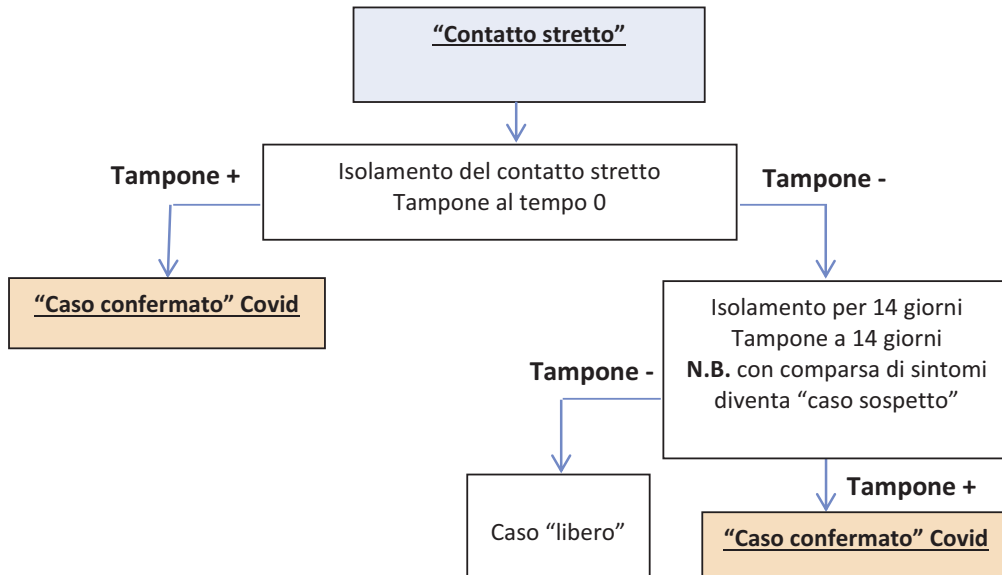 “Contatto stretto”
Isolamento del contatto stretto
Tampone al tempo 0
Tampone +
Tampone -
“Caso confermato” Covid
Isolamento per 14 giorni
Tampone a 14 giorni
N.B. con comparsa di sintomi
diventa “caso sospetto”
Tampone -
Tampone +
Caso “libero”
“Caso confermato” Covid